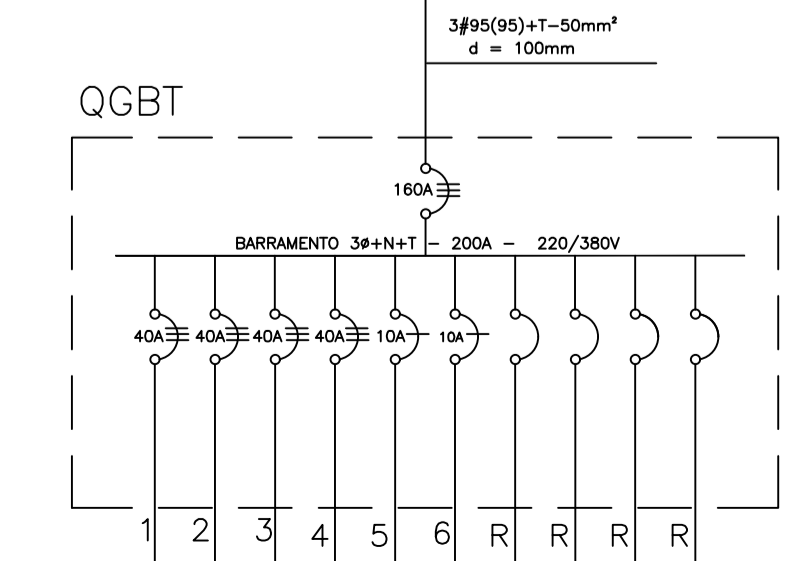 3#95(95)+T-50mm²
d = 100mm
QGBT
160A
BARRAMENTO 3ø+N+T - 200A - 220/380V
40A 40A 40A 40A 10A 10A
1 2 3 4 5 6 R R R R